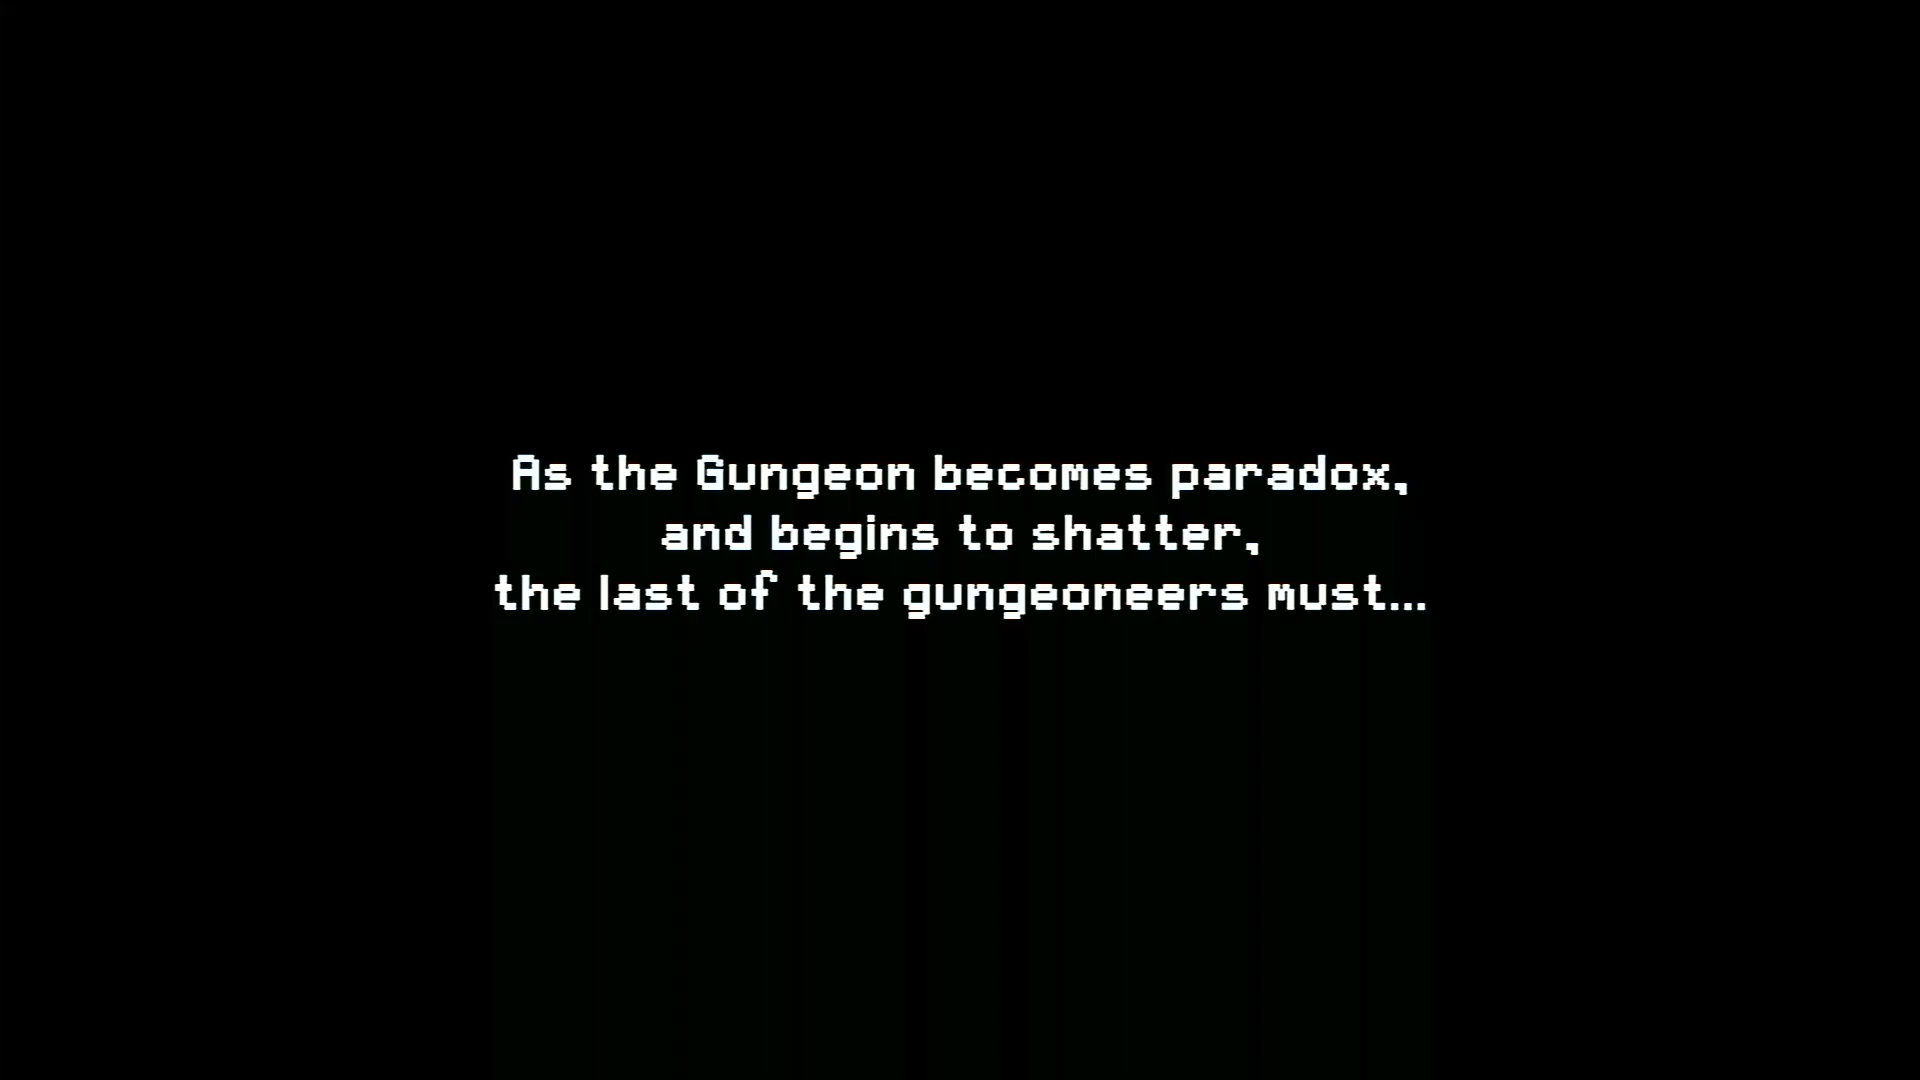 As the Gungeon becomes paradox,
and begins to shatter,
the last of the gungeoneers must...